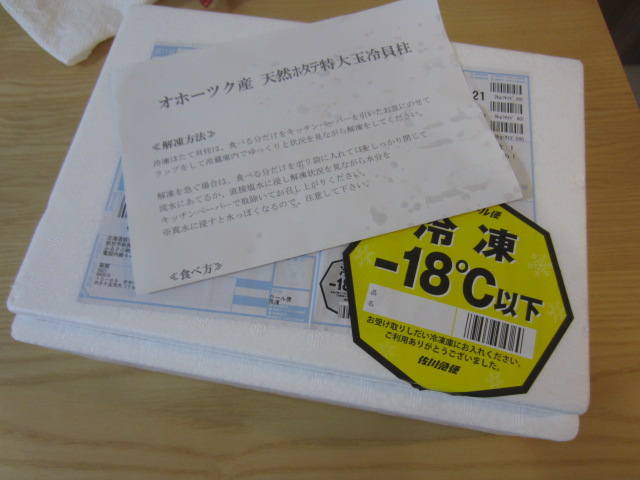 オホーツク産 天然ホタテ特大玉冷貝柱
≪解凍方法≫
冷凍ほたて貝柱は、食べる分だけをキッチンペーパーを引いたお皿にのせて
ラップをして冷蔵庫内でゆっくりと状況を見ながら解凍をしてください。
解凍を急ぐ場合は、食べる分だけをポリ袋に入れて口をしっかり閉じて
流水にあてるか、直接塩水に浸し解凍状況を見ながら水分を
キッチンペーパーで取除いてお召し上がりください。
※真水に浸すと水っぽくなるので、注意して下さい。
≪食べ方≫
21
ール便
冷凍
-18℃以下
品
名
お受け取りしだい冷凍庫にお入れください、
ご利用ありがとうございました。
佐川急便
-18